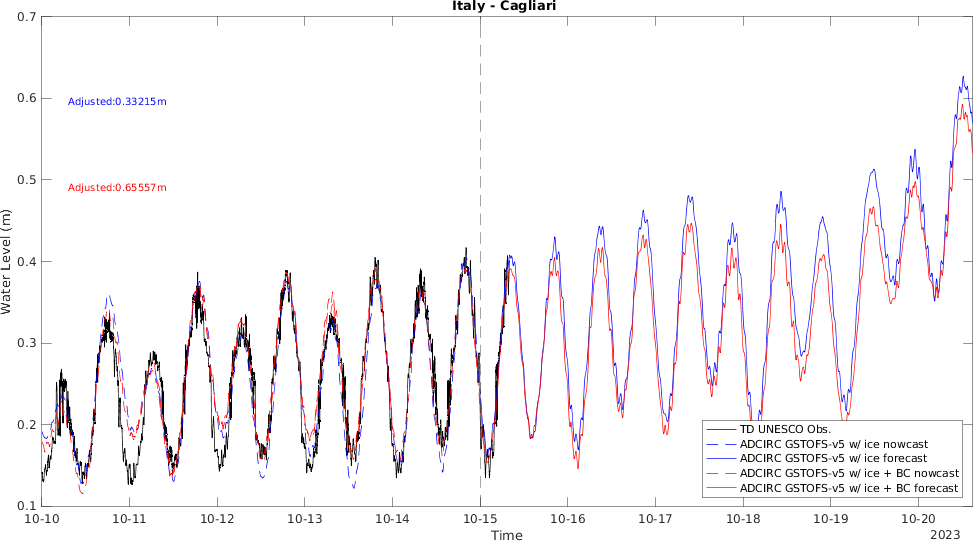 Italy - Cagliari
0.7
0.6
0.5
0.4
0.3
0.2
0.1
Water Level (m)
Adjusted:0.33215m
Adjusted:0.65557m
TD UNESCO Obs.
ADCIRC GSTOFS-v5 w/ ice nowcast
ADCIRC GSTOFS-v5 w/ ice forecast
ADCIRC GSTOFS-v5 w/ ice + BC nowcast
ADCIRC GSTOFS-v5 w/ ice + BC forecast
10-10 10-11 10-12 10-13 10-14 10-15 10-16 10-17 10-18 10-19 10-20
Time
2023